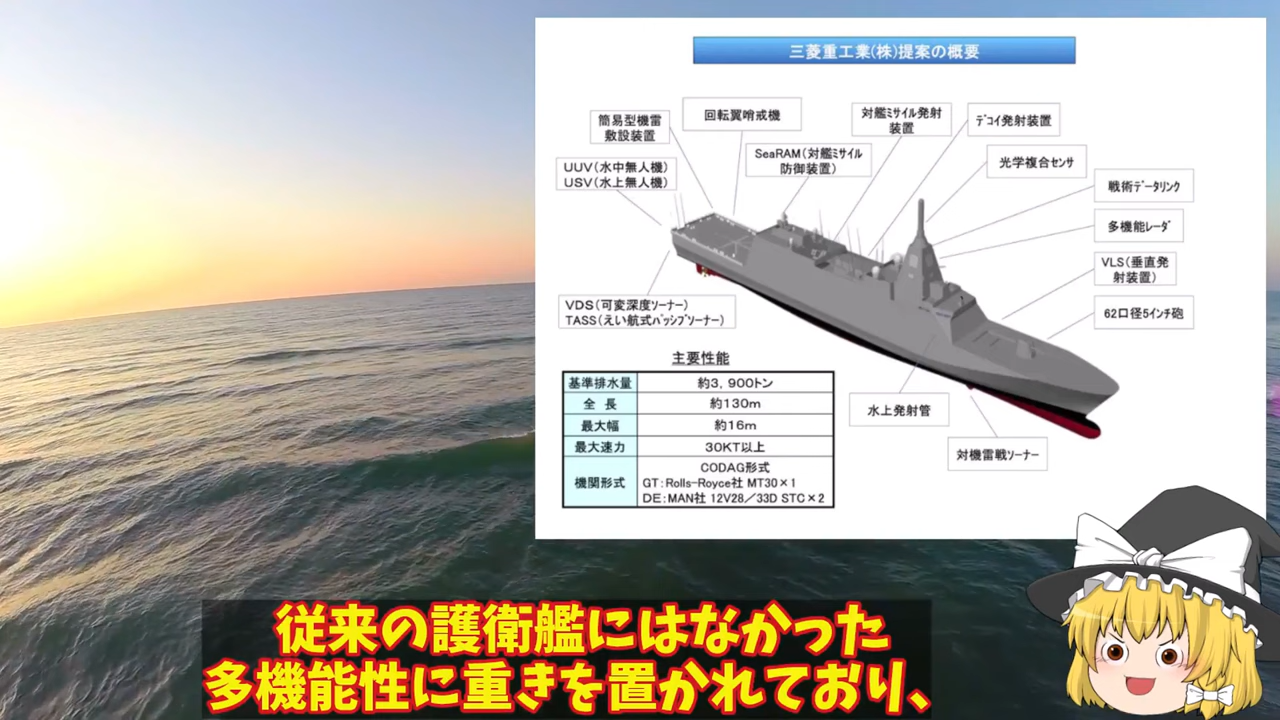 三菱重工業(株)提案の概要
簡易型機雷
敷設装置
回転翼哨戒機
対艦ﾐｻｲﾙ発射
装置
ﾃﾞｺｲ発射装置
UUV(水中無人機)
USV(水上無人機)
SeaRAM(対艦ﾐｻｲﾙ
防御装置)
光学複合ｾﾝｻ
戦術ﾃﾞｰﾀﾘﾝｸ
多機能ﾚｰﾀﾞ
VLS(垂直発
射装置)
62口径5ｲﾝﾁ砲
VDS(可変深度ｿｰﾅｰ)
TASS(えい航式ﾊﾟｯｼﾌﾞｿｰﾅｰ)
水上発射管
対機雷戦ｿｰﾅｰ
主要性能
基準排水量 約3，900ﾄﾝ
全 長 約130m
最大幅 約16m
最大速力 30KT以上
機関形式 CODAG形式
GT：Rolls-Royce社 MT30×1
DE：MAN社 12V28／33D STC×2
従来の護衛艦にはなかった
多機能性に重きを置かれており、